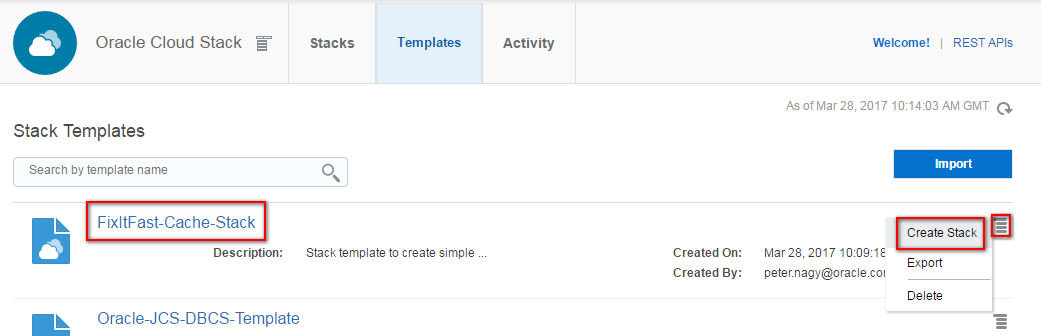 Oracle Cloud Stack
Stacks
Templates
Activity
Welcome! | REST APIs
As of Mar 28, 2017 10:14:03 AM GMT
Stack Templates
Search by template name
Import
FixItFast-Cache-Stack
Create Stack
Description: Stack template to create simple ...
Created On: Mar 28, 2017 10:09:18
Export
Created By: peter.nagy@oracle.co
Delete
Oracle-JCS-DBCS-Template